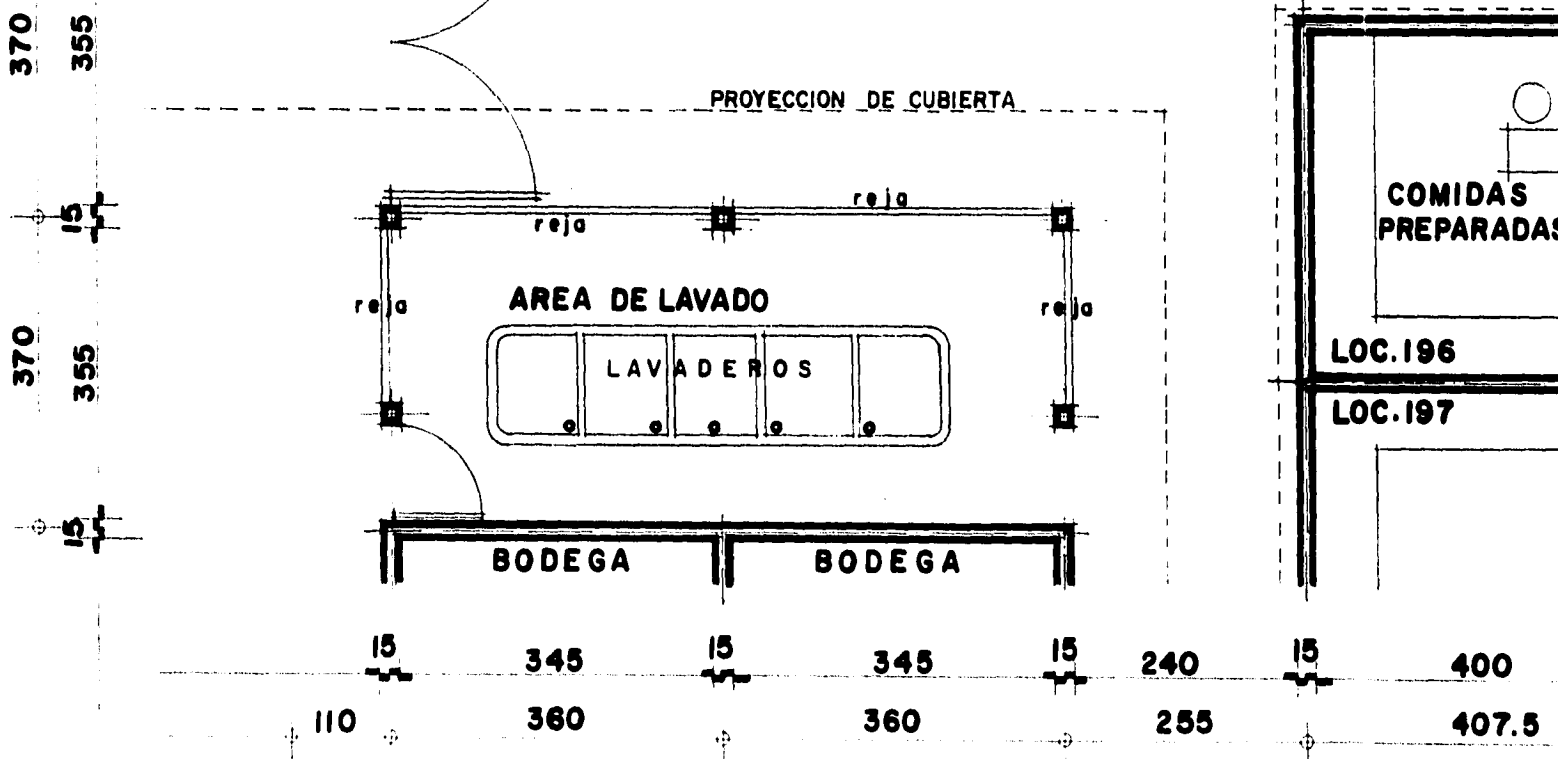 370
355
PROYECCION DE CUBIERTA
15
reja
reja
COMIDAS
PREPARADAS
reja
AREA DE LAVADO
reja
370
355
LAVADEROS
LOC.196
LOC.197
15
BODEGA
BODEGA
15
345
15
345
15
240
15
400
110
360
360
255
407.5